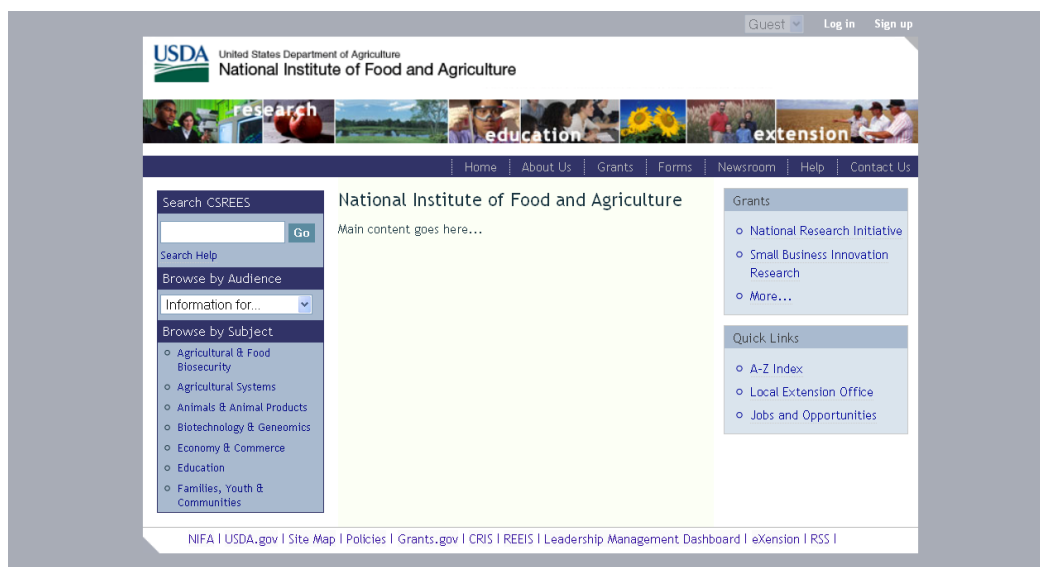 Guest Log in Sign up
USDA United States Department of Agriculture
National Institute of Food and Agriculture
research education extension
Home About Us Grants Forms Newsroom Help Contact Us
Search CSREES
Go
Search Help
Browse by Audience
Information for...
Browse by Subject
Agricultural & Food
Biosecurity
Agricultural Systems
Animals & Animal Products
Biotechnology & Geneomics
Economy & Commerce
Education
Families, Youth &
Communities
National Institute of Food and Agriculture
Main content goes here...
Grants
National Research Initiative
Small Business Innovation
Research
More...
Quick Links
A-Z Index
Local Extension Office
Jobs and Opportunities
NIFA | USDA.gov | Site Map | Policies | Grants.gov | CRIS | REEIS | Leadership Management Dashboard | eXension | RSS |